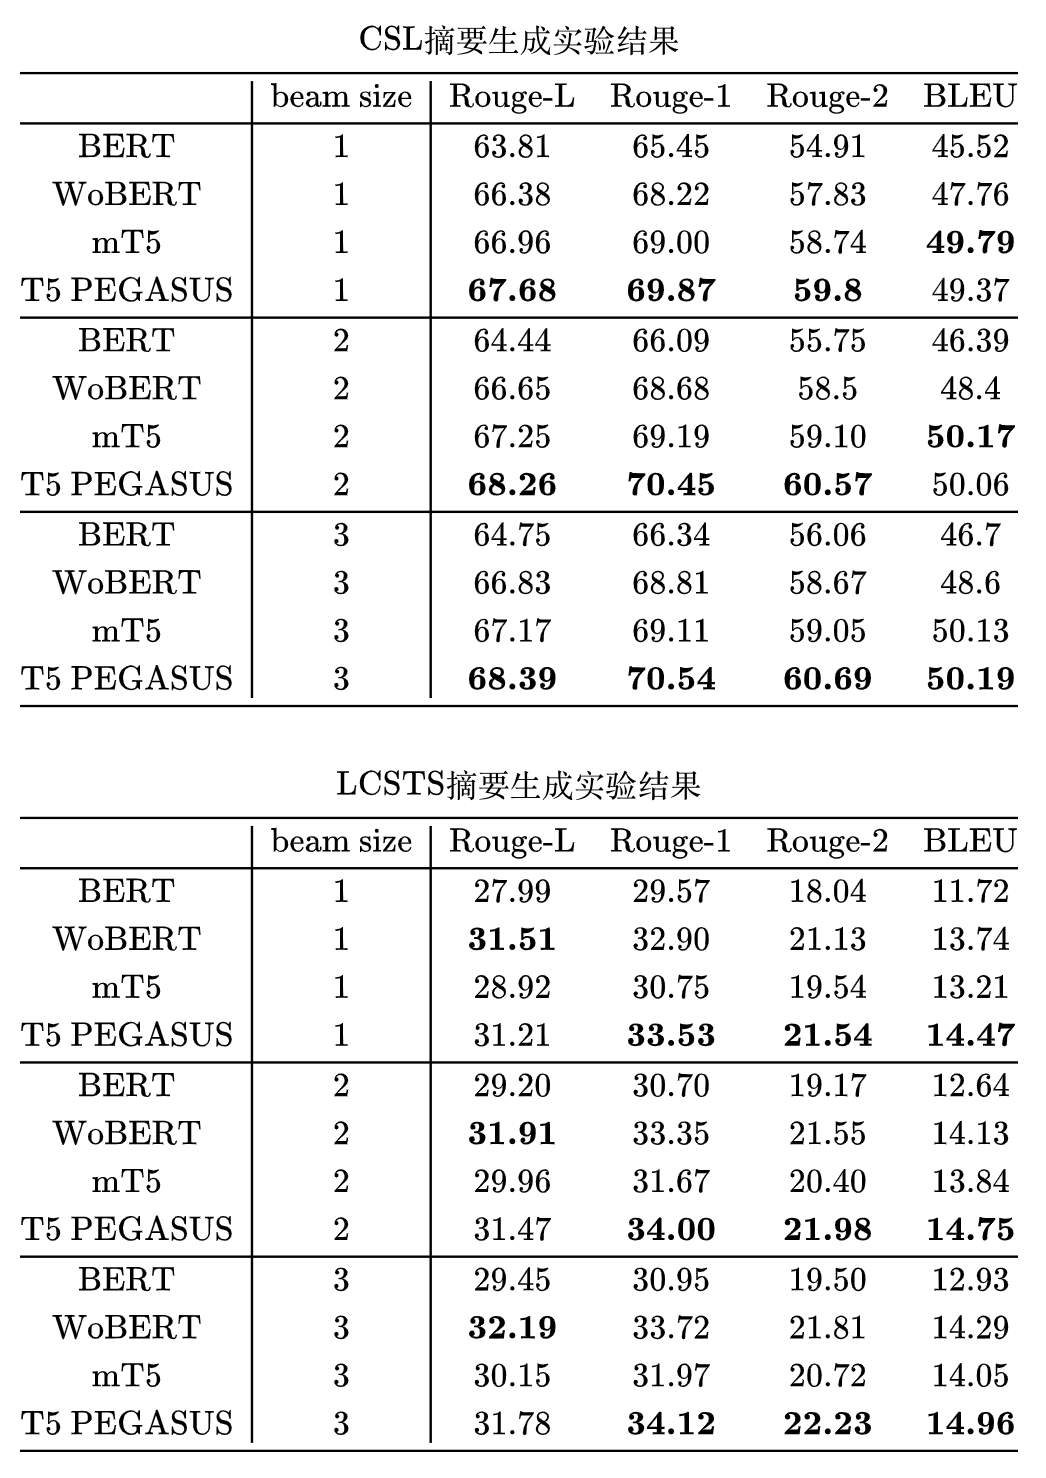 CSL摘要生成实验结果
beam size Rouge-L Rouge-1 Rouge-2 BLEU
BERT 1 63.81 65.45 54.91 45.52
WoBERT 1 66.38 68.22 57.83 47.76
mT5 1 66.96 69.00 58.74 49.79
T5 PEGASUS 1 67.68 69.87 59.8 49.37
BERT 2 64.44 66.09 55.75 46.39
WoBERT 2 66.65 68.68 58.5 48.4
mT5 2 67.25 69.19 59.10 50.17
T5 PEGASUS 2 68.26 70.45 60.57 50.06
BERT 3 64.75 66.34 56.06 46.7
WoBERT 3 66.83 68.81 58.67 48.6
mT5 3 67.17 69.11 59.05 50.13
T5 PEGASUS 3 68.39 70.54 60.69 50.19
LCSTS摘要生成实验结果
beam size Rouge-L Rouge-1 Rouge-2 BLEU
BERT 1 27.99 29.57 18.04 11.72
WoBERT 1 31.51 32.90 21.13 13.74
mT5 1 28.92 30.75 19.54 13.21
T5 PEGASUS 1 31.21 33.53 21.54 14.47
BERT 2 29.20 30.70 19.17 12.64
WoBERT 2 31.91 33.35 21.55 14.13
mT5 2 29.96 31.67 20.40 13.84
T5 PEGASUS 2 31.47 34.00 21.98 14.75
BERT 3 29.45 30.95 19.50 12.93
WoBERT 3 32.19 33.72 21.81 14.29
mT5 3 30.15 31.97 20.72 14.05
T5 PEGASUS 3 31.78 34.12 22.23 14.96